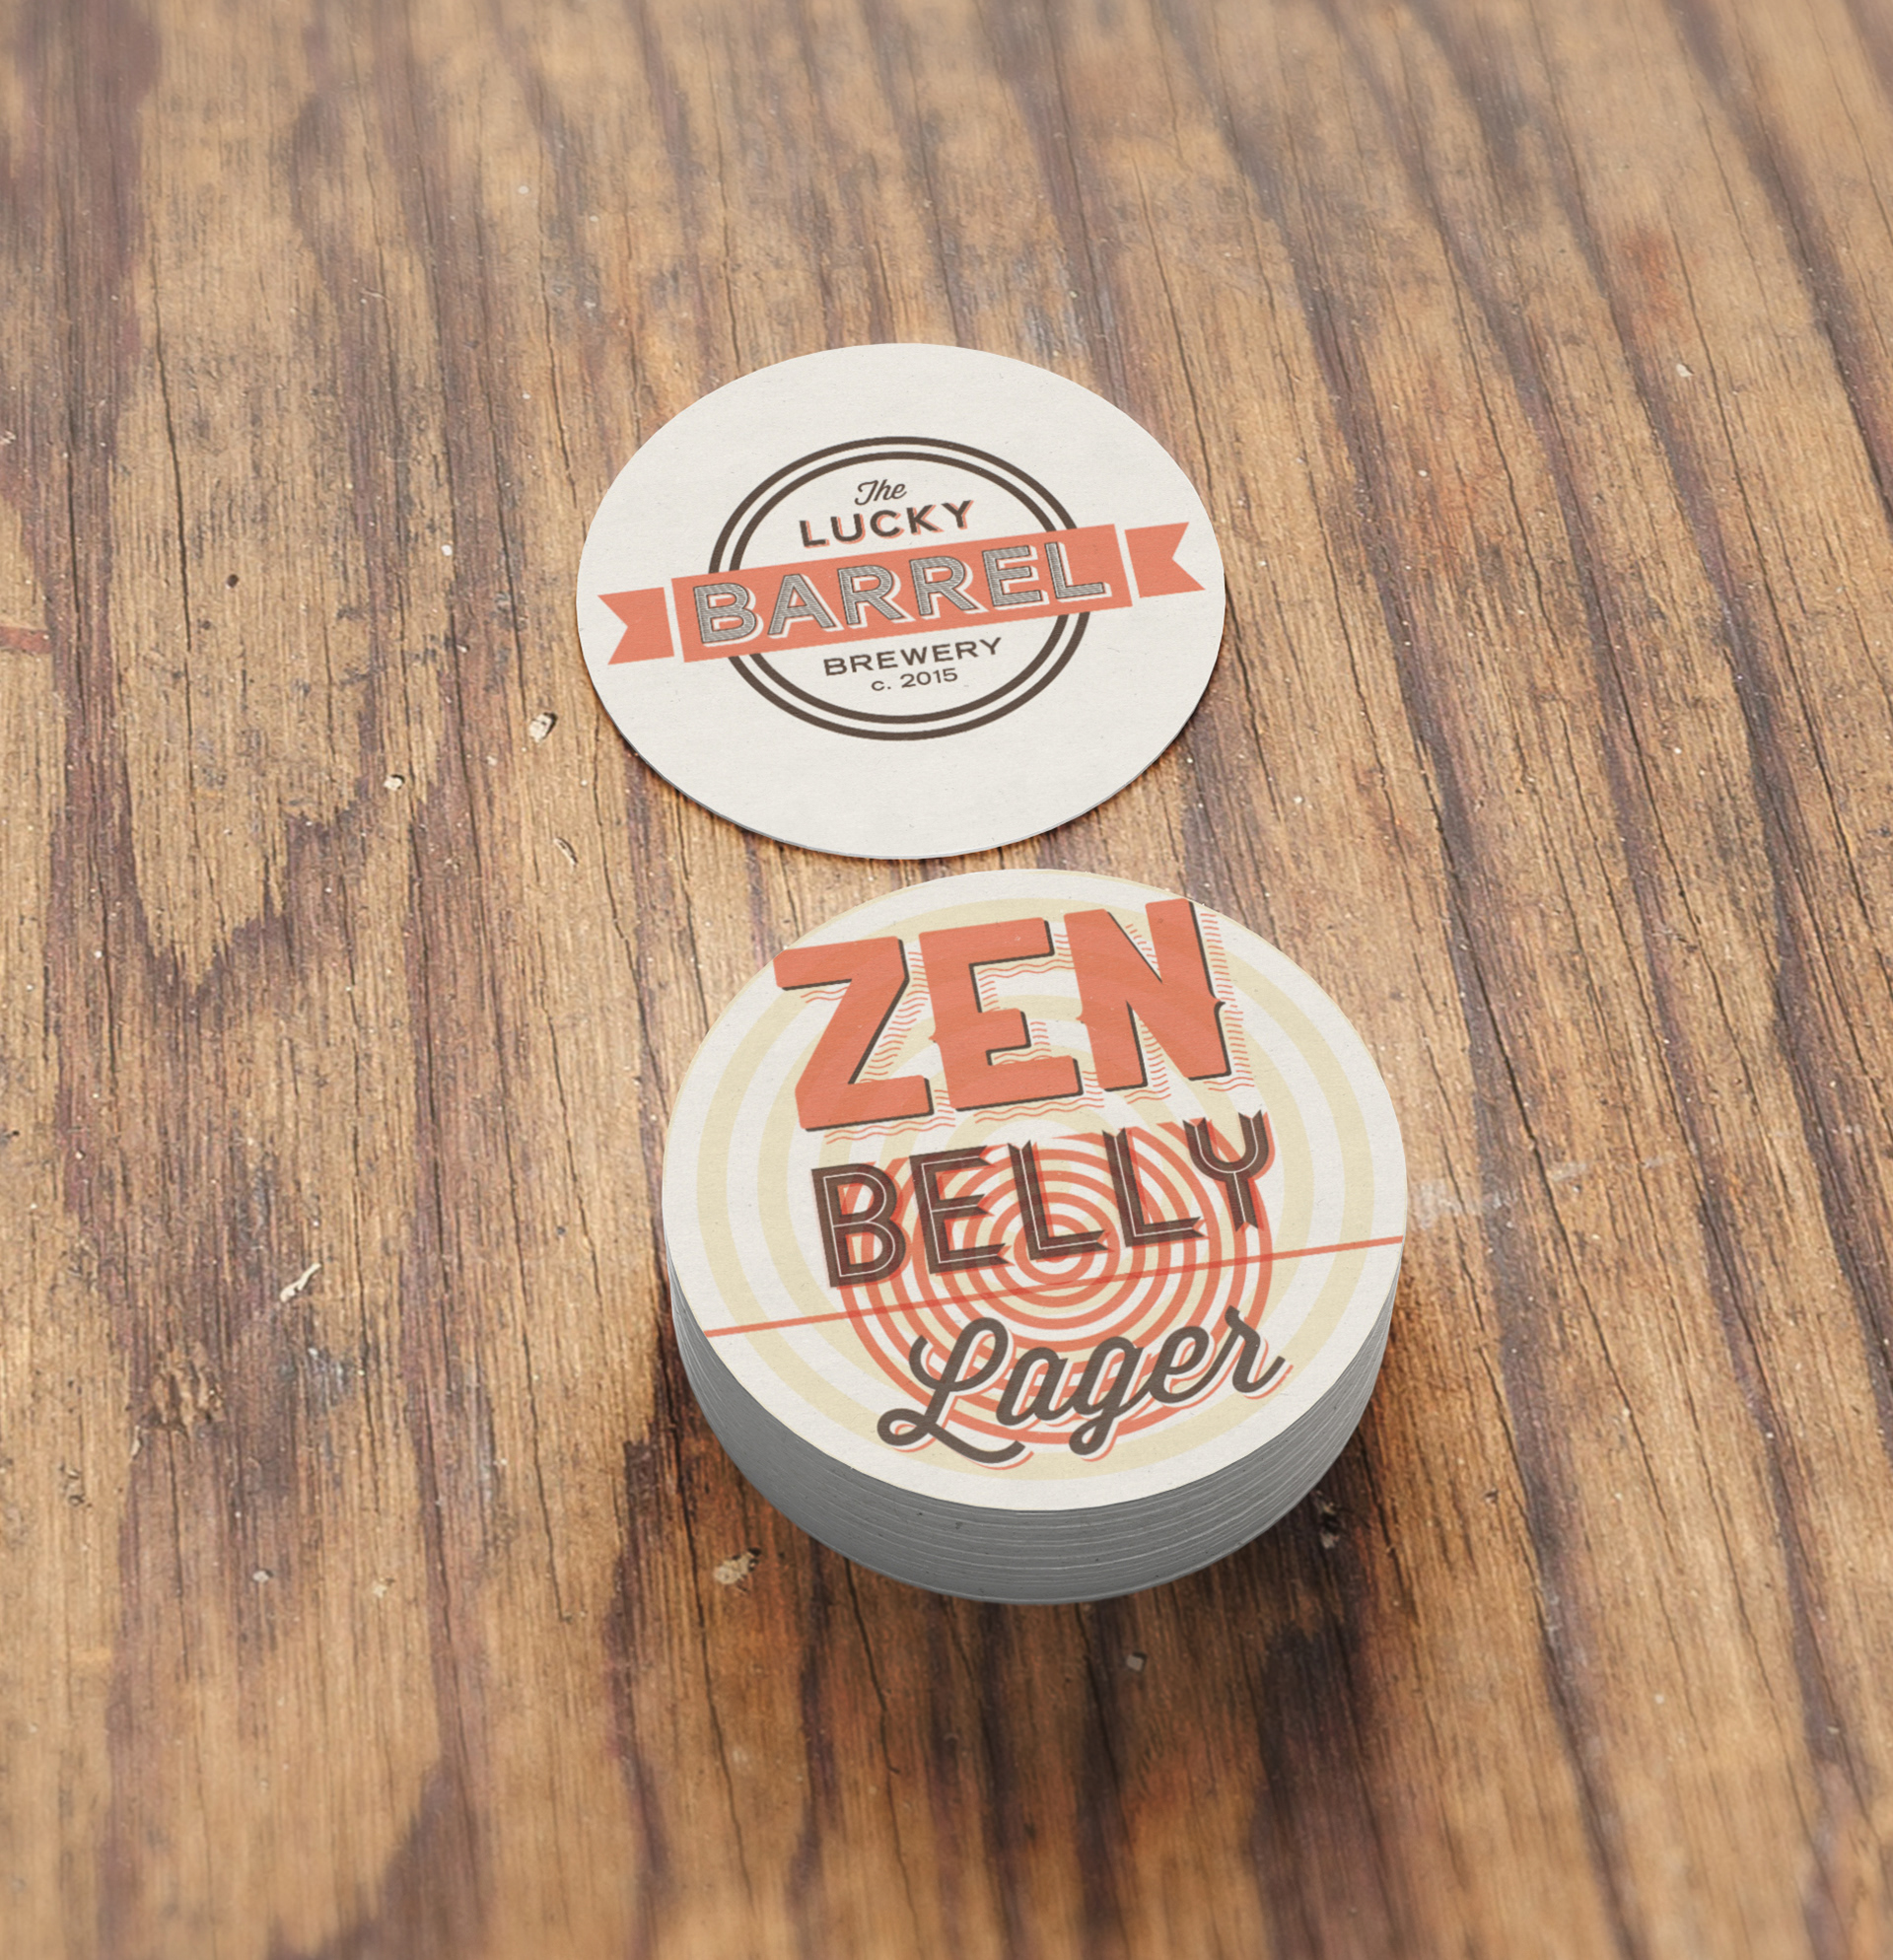 The
LUCKY
BARREL
BREWERY
c. 2015
ZEN
BELLY
Lager